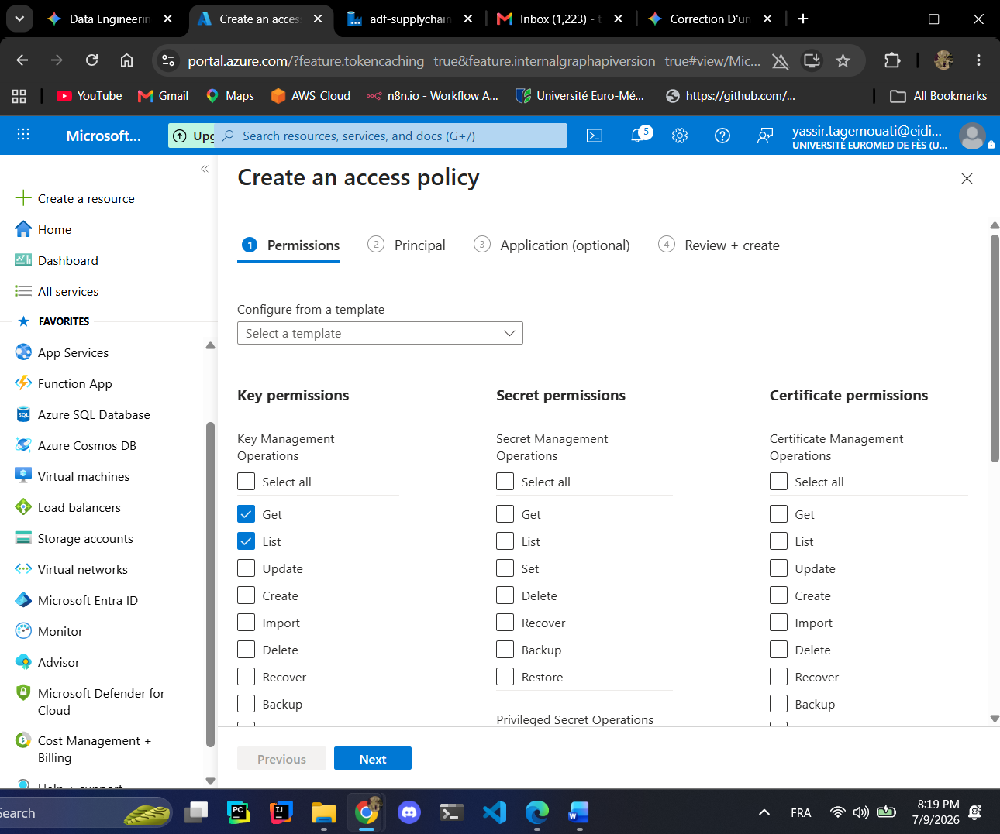 Data Engineerin
Create an acces
adf-supplychain
Inbox (1,223) - t
Correction D'un
portal.azure.com/?feature.tokencaching=true&feature.internalgraphapiversion=true#view/Mic...
YouTube
Gmail
Maps
AWS_Cloud
n8n.io - Workflow A...
Université Euro-Mé...
https://github.com/...
All Bookmarks
Microsoft...
Upg
Search resources, services, and docs (G+/)
5
yassir.tagemouati@eidi...
UNIVERSITÉ EUROMED DE FÈS (U...
Create a resource
Home
Dashboard
All services
FAVORITES
App Services
Function App
Azure SQL Database
Azure Cosmos DB
Virtual machines
Load balancers
Storage accounts
Virtual networks
Microsoft Entra ID
Monitor
Advisor
Microsoft Defender for
Cloud
Cost Management +
Billing
Help + support
Create an access policy
1 Permissions
2 Principal
3 Application (optional)
4 Review + create
Configure from a template
Select a template
Key permissions
Key Management
Operations
Select all
Get
List
Update
Create
Import
Delete
Recover
Backup
Secret permissions
Secret Management
Operations
Select all
Get
List
Set
Delete
Recover
Backup
Restore
Privileged Secret Operations
Certificate permissions
Certificate Management
Operations
Select all
Get
List
Update
Create
Import
Delete
Recover
Backup
Previous
Next
Search
FRA
8:19 PM
7/9/2026